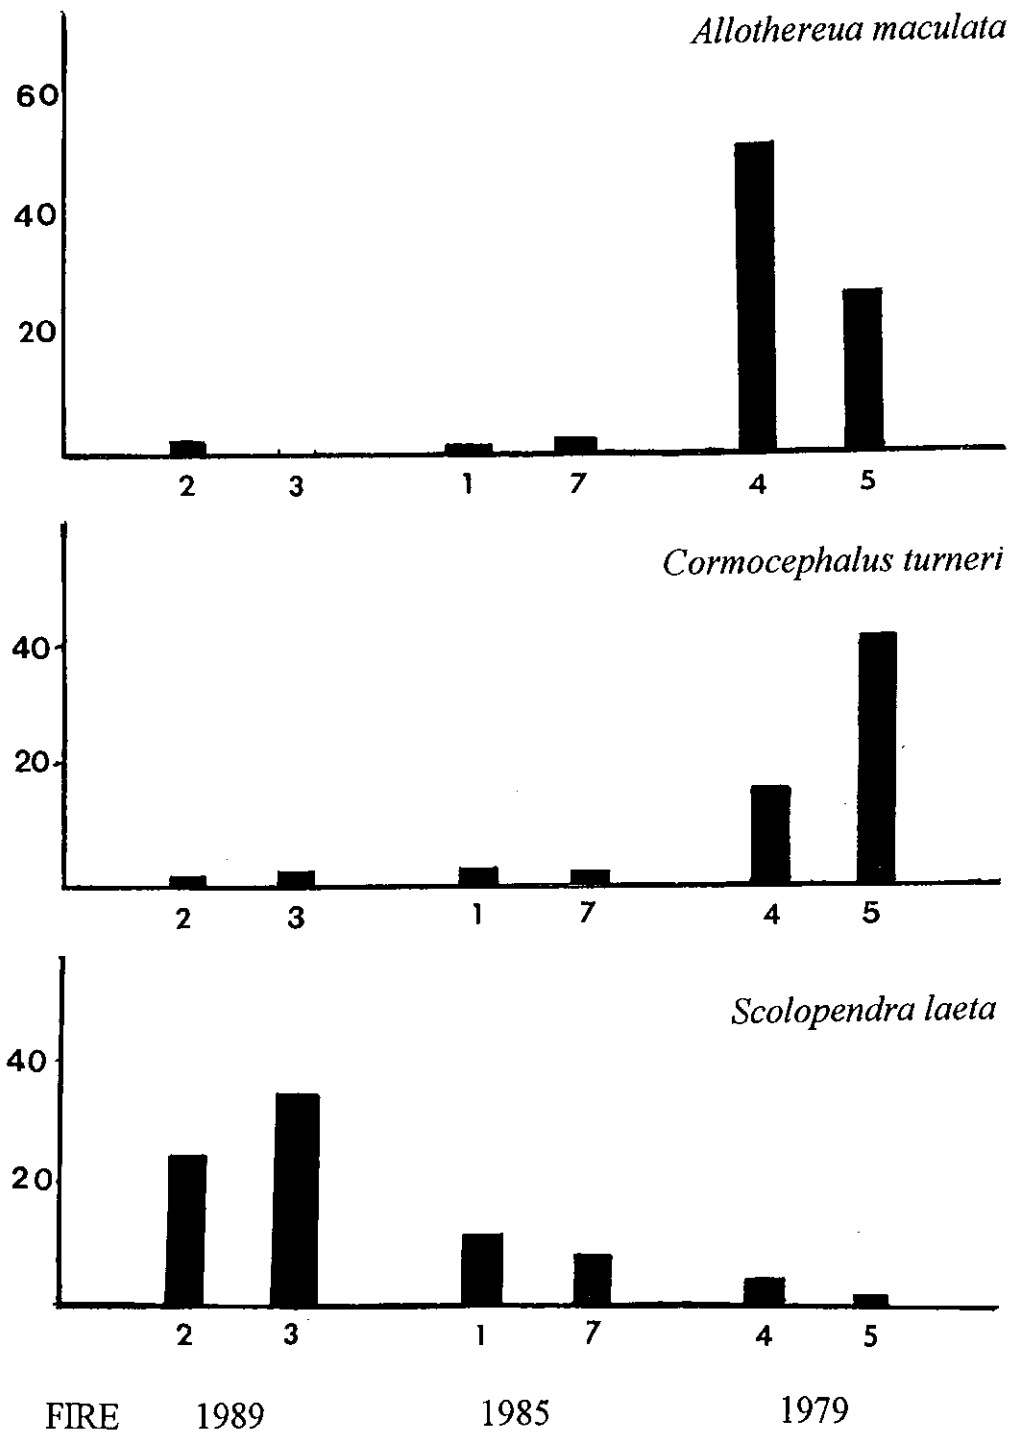 Allothereua maculata
60
40
20
2 3 1 7 4 5
Cormocephalus turneri
40
20
2 3 1 7 4 5
Scolopendra laeta
40
20
2 3 1 7 4 5
FIRE 1989 1985 1979